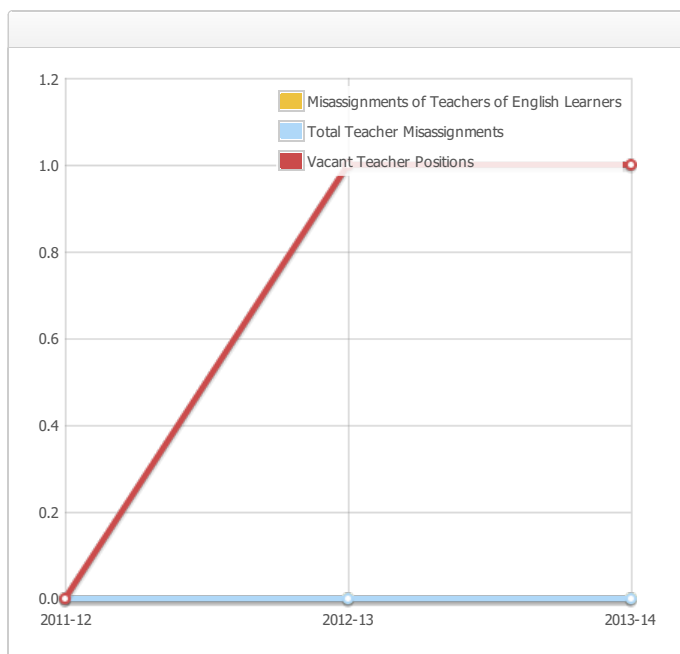 1.2
Misassignments of Teachers of English Learners
Total Teacher Misassignments
1.0
Vacant Teacher Positions
0.8
0.6
0.4
0.2
0.0
2011-12 2012-13 2013-14